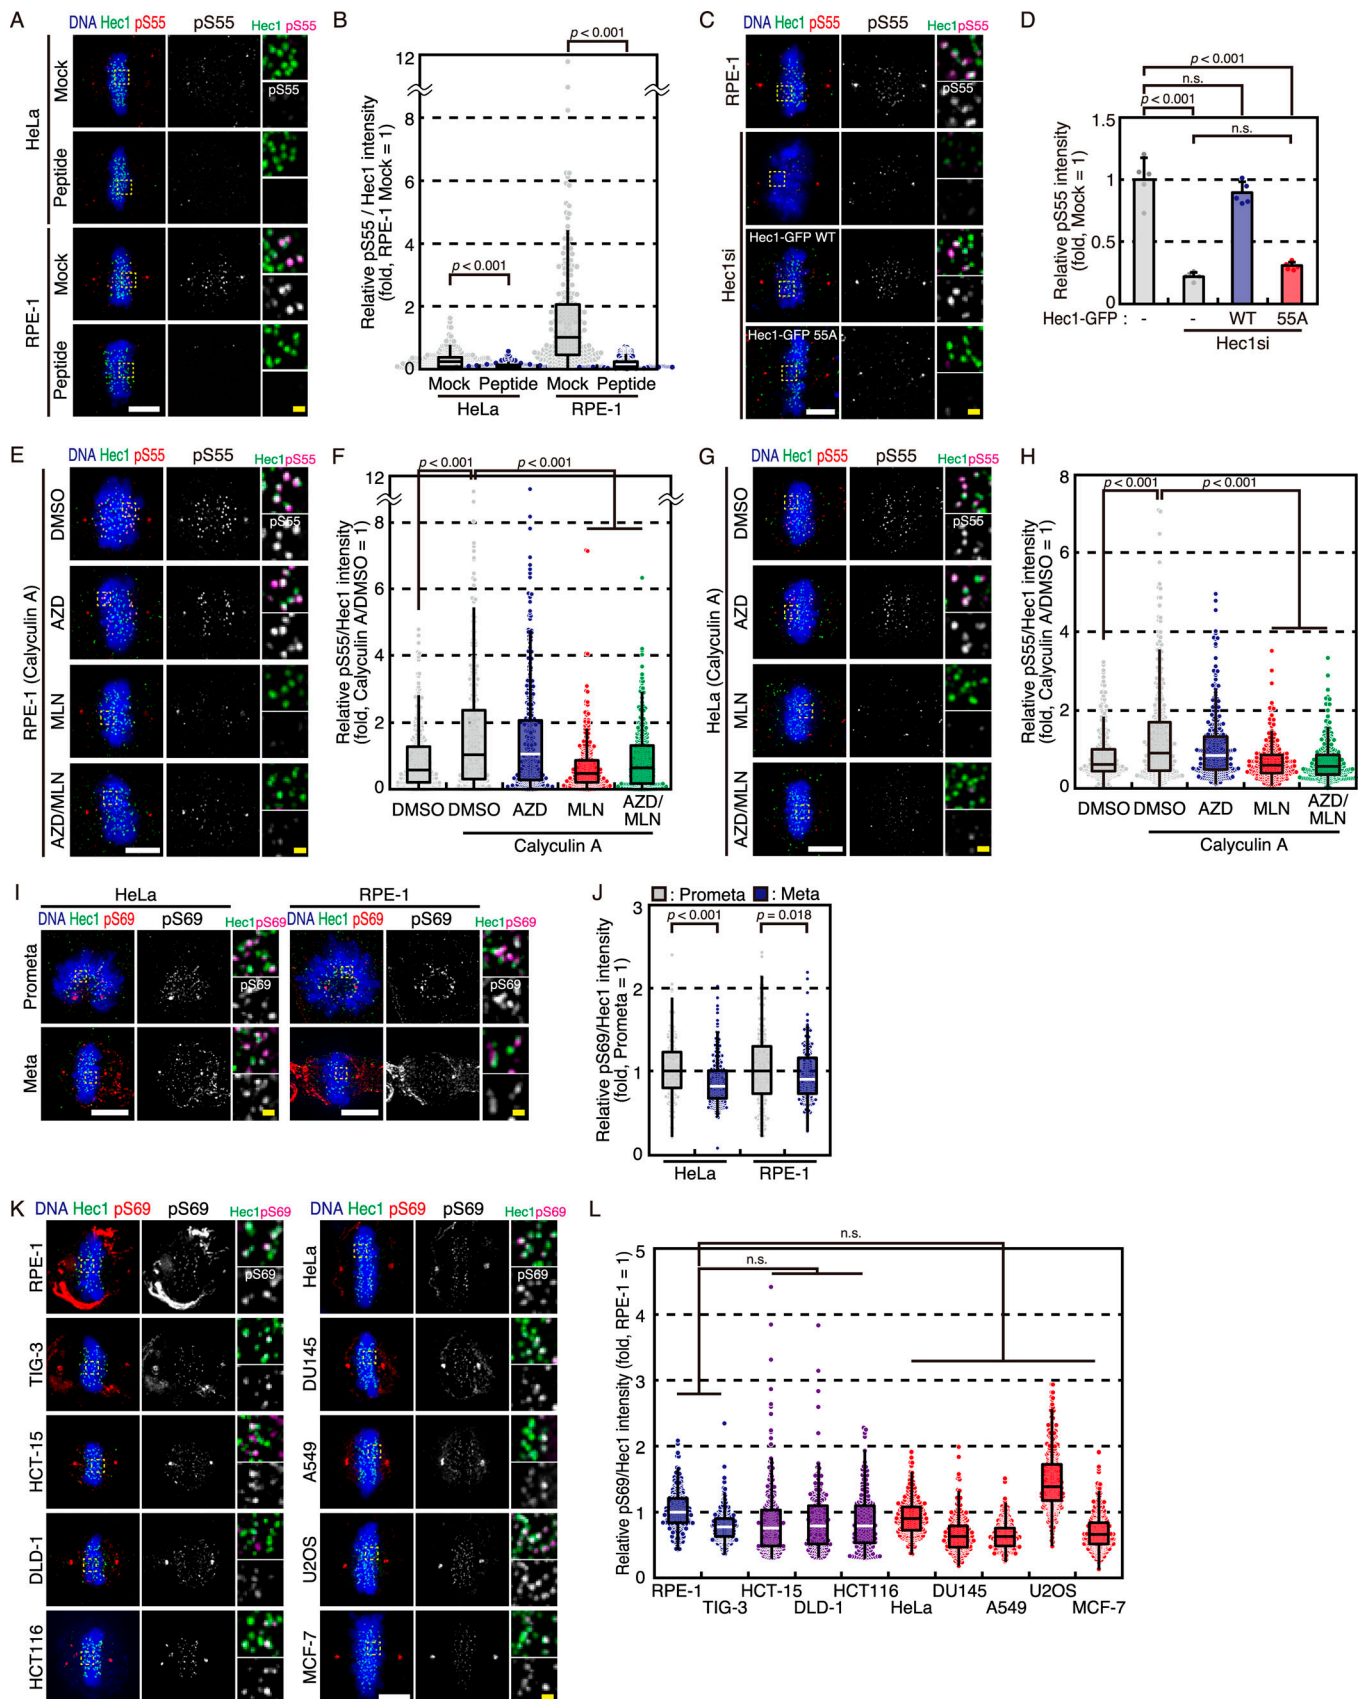 A
DNA Hec1 pS55
pS55
Hec1 pS55
HeLa
Mock
pS55
Peptide
RPE-1
Mock
Peptide
B
Relative pS55 / Hec1 intensity
(fold, RPE-1 Mock = 1)
12
8
6
4
2
0
p < 0.001
p < 0.001
Mock Peptide Mock Peptide
HeLa RPE-1
C
DNA Hec1 pS55
pS55
Hec1 pS55
RPE-1
pS55
Hec1si
Hec1-GFP WT
Hec1-GFP 55A
D
Relative pS55 intensity
(fold, Mock = 1)
1.5
1
0.5
0
p < 0.001
n.s.
p < 0.001
n.s.
Hec1-GFP : - - WT 55A
Hec1si
E
DNA Hec1 pS55
pS55
Hec1pS55
RPE-1 (Calyculin A)
DMSO
pS55
AZD
MLN
AZD/MLN
F
Relative pS55/Hec1 intensity
(fold, Calyculin A/DMSO = 1)
12
8
6
4
2
0
p < 0.001
p < 0.001
DMSO DMSO AZD MLN AZD/
MLN
Calyculin A
G
DNA Hec1 pS55
pS55
Hec1pS55
HeLa (Calyculin A)
DMSO
pS55
AZD
MLN
AZD/MLN
H
Relative pS55/Hec1 intensity
(fold, Calyculin A/DMSO = 1)
8
6
4
2
0
p < 0.001
p < 0.001
DMSO DMSO AZD MLN AZD/
MLN
Calyculin A
I
HeLa
RPE-1
DNA Hec1 pS69
pS69
Hec1pS69
DNA Hec1 pS69
pS69
Hec1pS69
Prometa
pS69
pS69
Meta
J
: Prometa : Meta
Relative pS69/Hec1 intensity
(fold, Prometa = 1)
3
2
1
0
p < 0.001
p = 0.018
HeLa RPE-1
K
DNA Hec1 pS69
pS69
Hec1pS69
DNA Hec1 pS69
pS69
Hec1pS69
RPE-1
pS69
HeLa
pS69
TIG-3
DU145
HCT-15
A549
DLD-1
U2OS
HCT116
MCF-7
L
Relative pS69/Hec1 intensity (fold, RPE-1 = 1)
5
4
3
2
1
0
n.s.
n.s.
RPE-1 HCT-15 HCT116 DU145 U2OS
TIG-3 DLD-1 HeLa A549 MCF-7